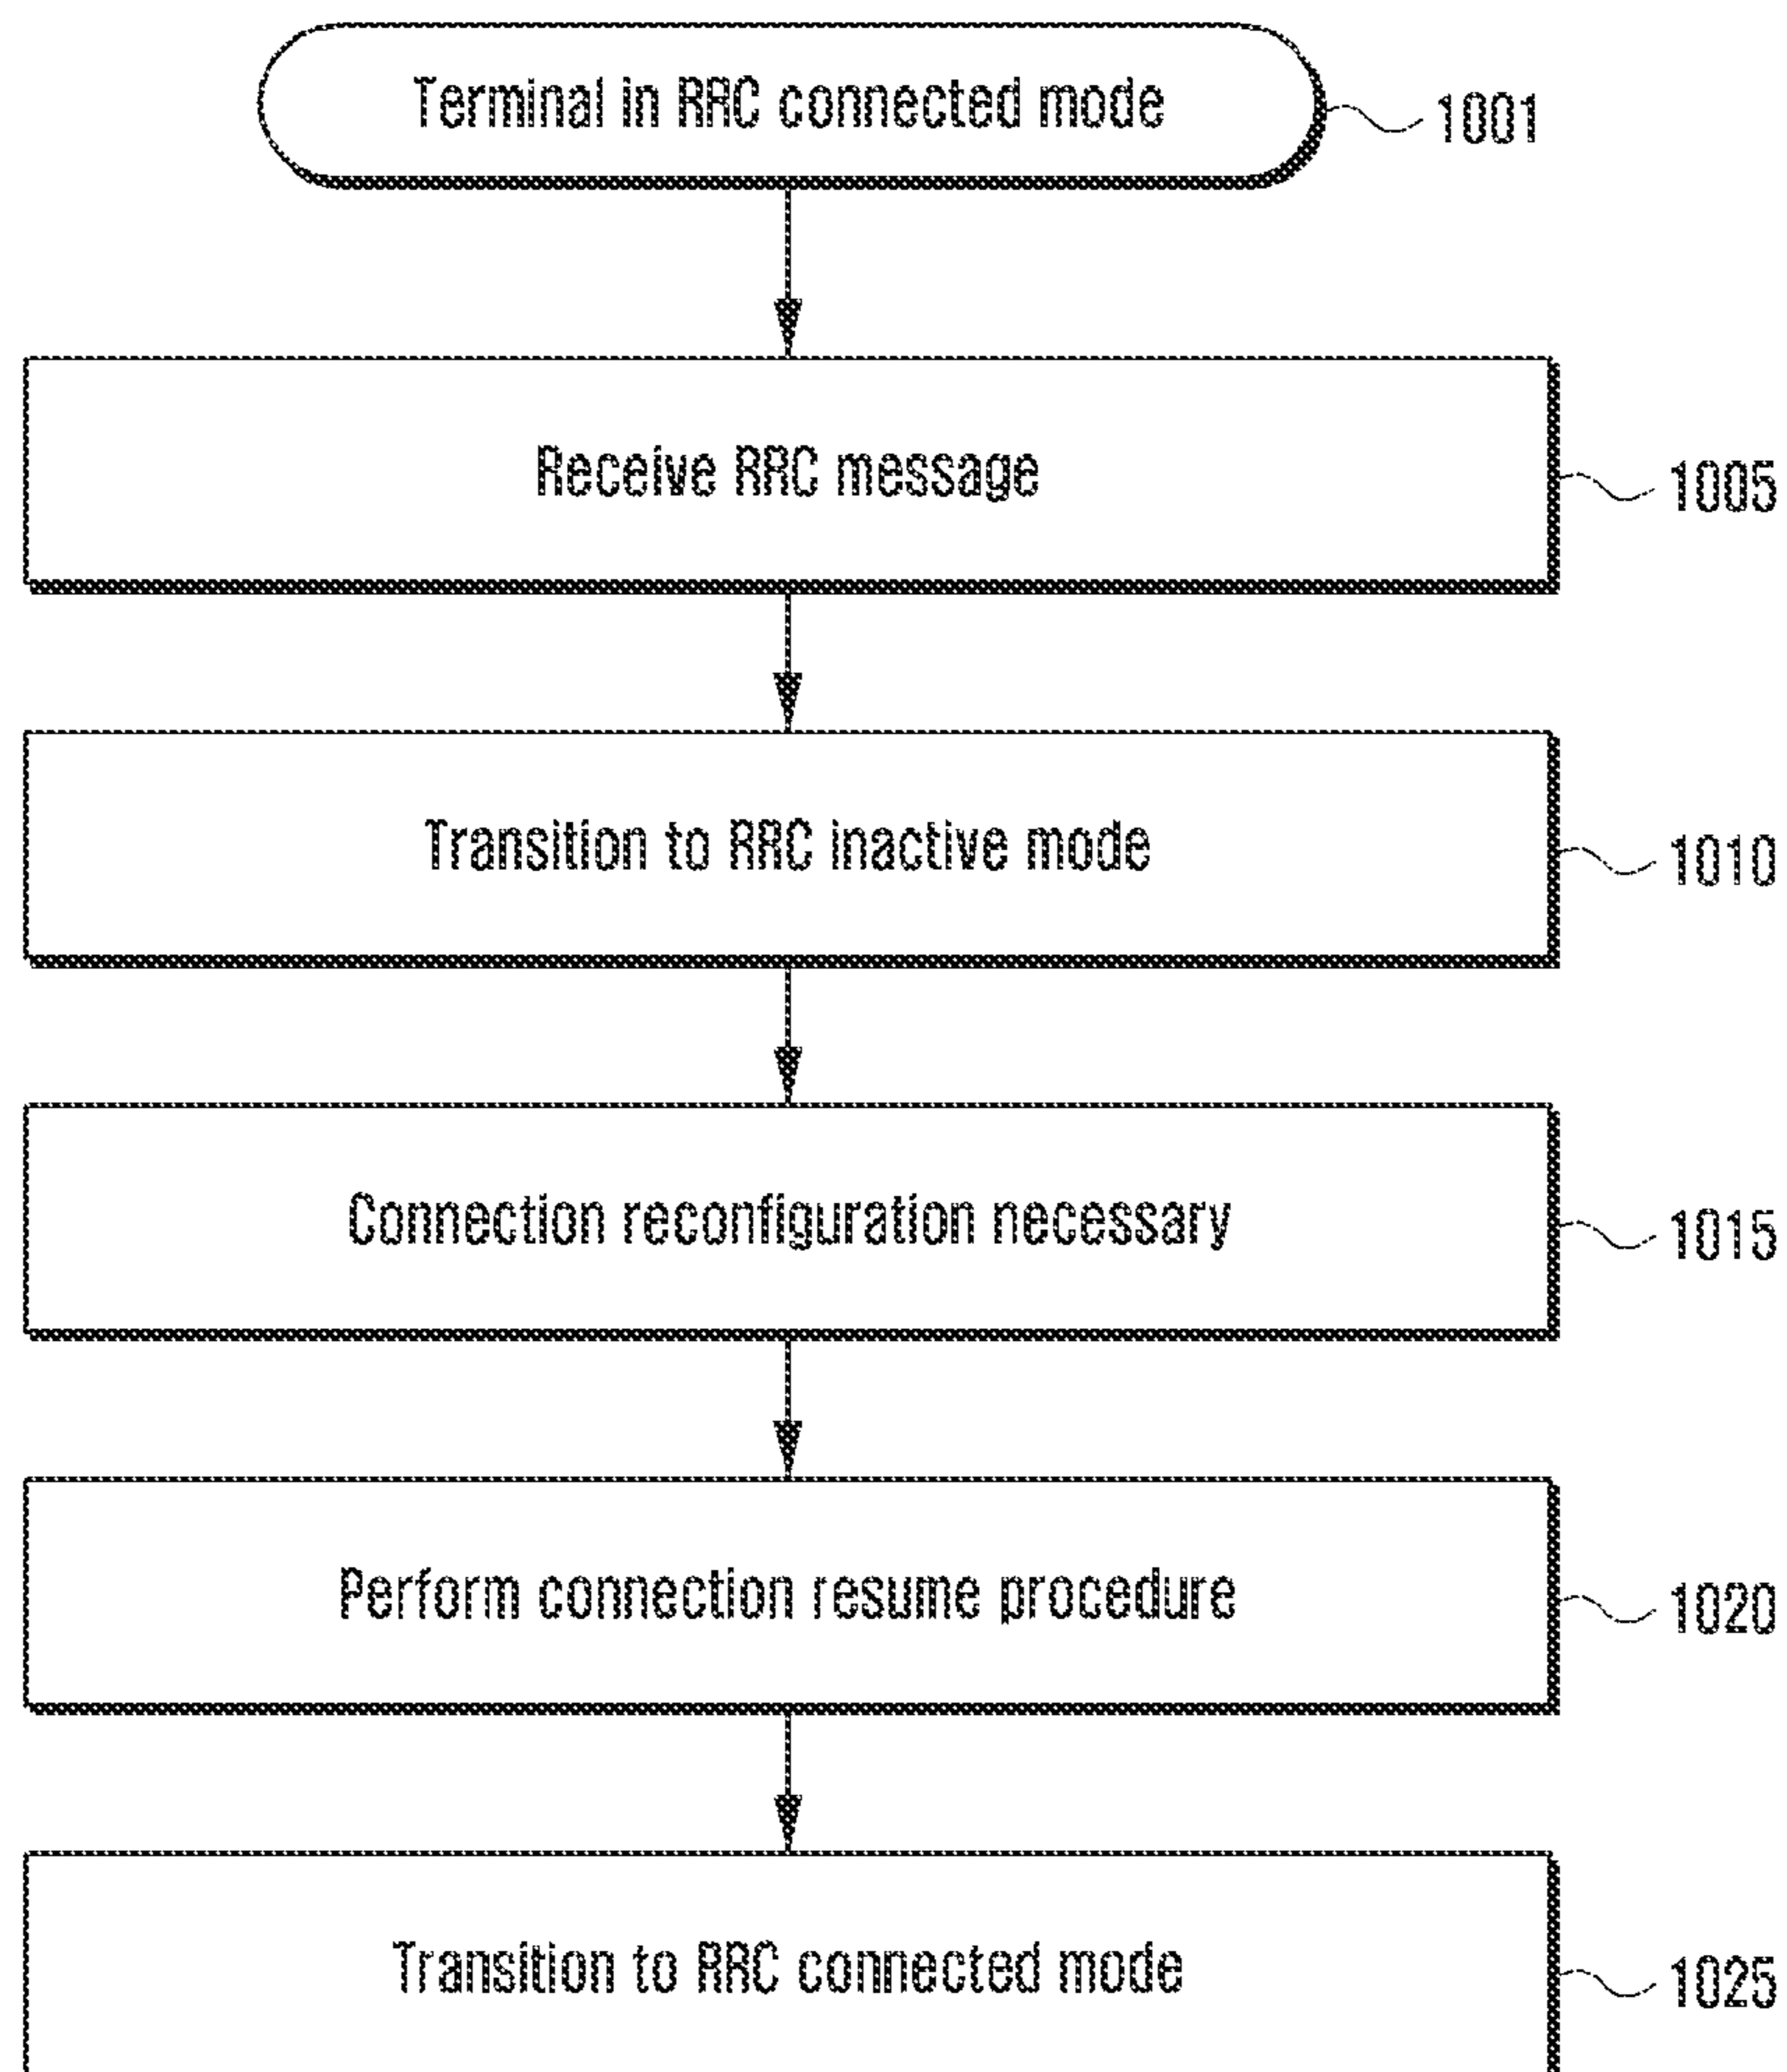 Terminal in RRC connected mode
1001
Receive RRC message
1005
Transition to RRC inactive mode
1010
Connection reconfiguration necessary
1015
Perform connection resume procedure
1020
Transition to RRC connected mode
1025